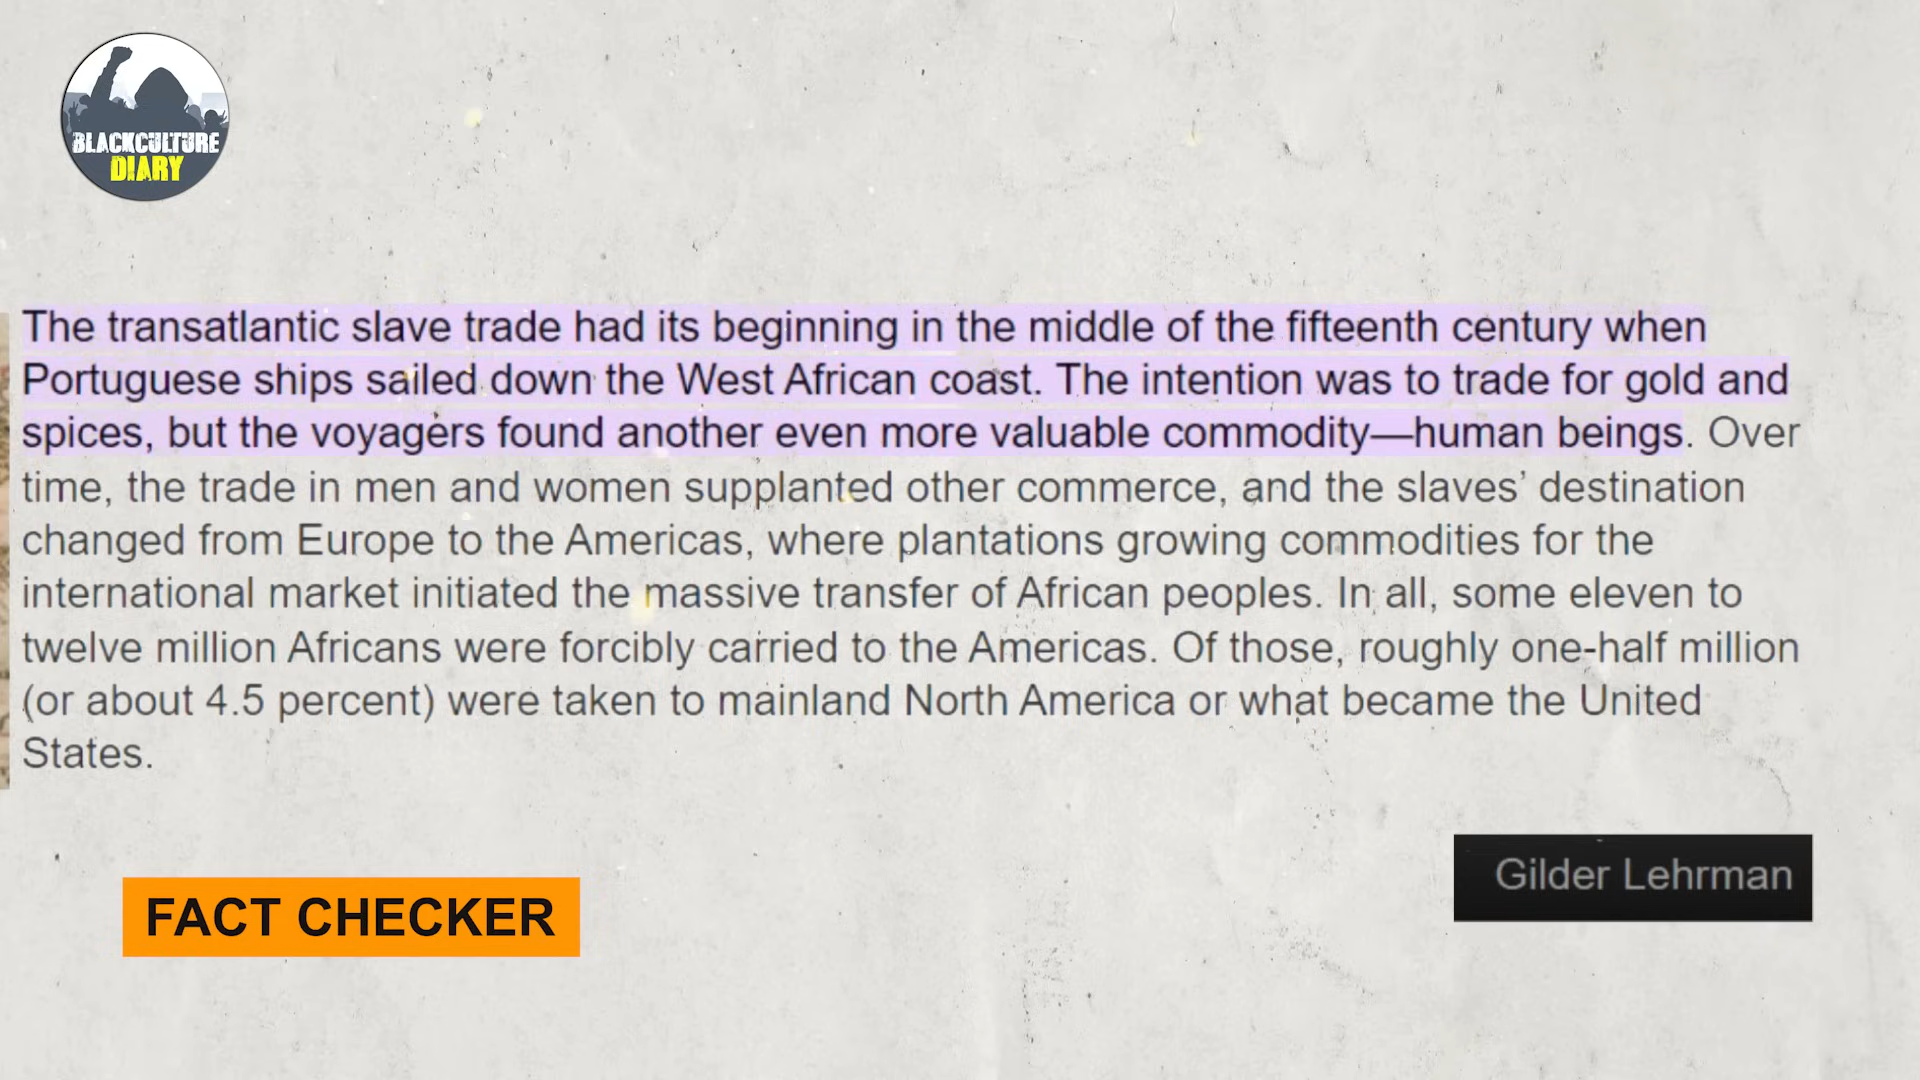 BLACKCULTURE
DIARY
The transatlantic slave trade had its beginning in the middle of the fifteenth century when
Portuguese ships sailed down the West African coast. The intention was to trade for gold and
spices, but the voyagers found another even more valuable commodity—human beings. Over
time, the trade in men and women supplanted other commerce, and the slaves’ destination
changed from Europe to the Americas, where plantations growing commodities for the
international market initiated the massive transfer of African peoples. In all, some eleven to
twelve million Africans were forcibly carried to the Americas. Of those, roughly one-half million
(or about 4.5 percent) were taken to mainland North America or what became the United
States.
Gilder Lehrman
FACT CHECKER